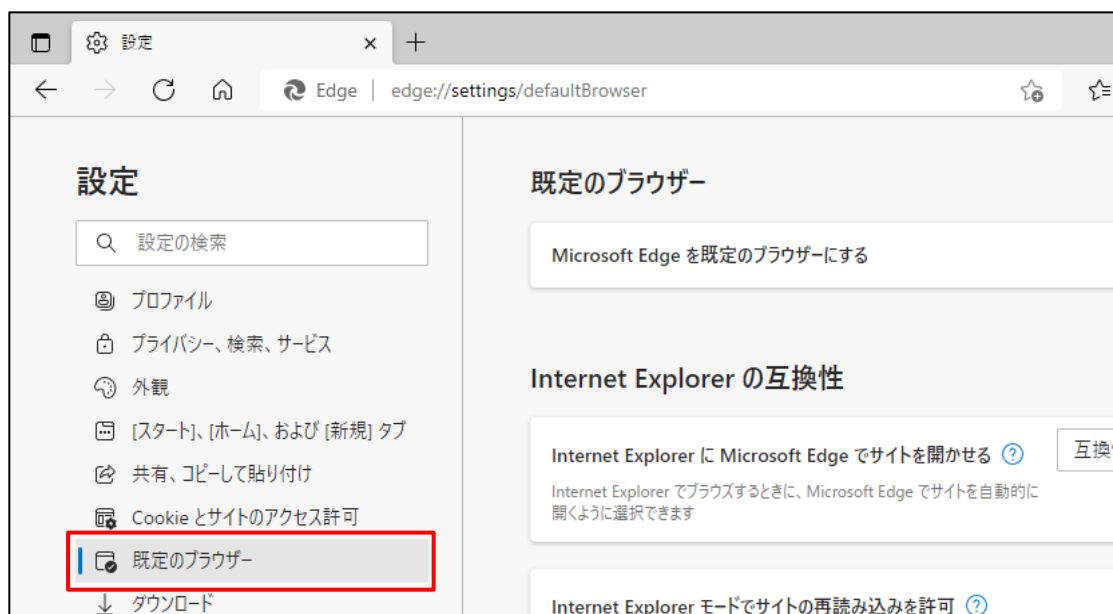 設定
Edge | edge://settings/defaultBrowser
設定
設定の検索
プロファイル
プライバシー、検索、サービス
外観
[スタート]、[ホーム]、および [新規] タブ
共有、コピーして貼り付け
Cookie とサイトのアクセス許可
既定のブラウザー
ダウンロード
既定のブラウザー
Microsoft Edge を既定のブラウザーにする
Internet Explorer の互換性
Internet Explorer に Microsoft Edge でサイトを開かせる
互換
Internet Explorer でブラウズするときに、Microsoft Edge でサイトを自動的に
開くように選択できます
Internet Explorer モードでサイトの再読み込みを許可